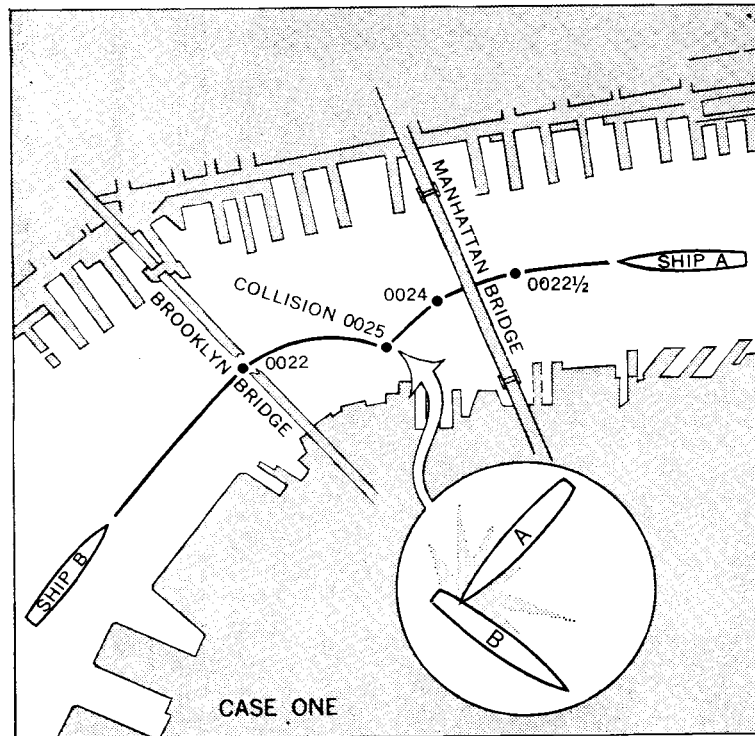 MANHATTAN BRIDGE
SHIP A
0022½
0024
COLLISION 0025
BROOKLYN BRIDGE
0022
SHIP B
A
B
CASE ONE